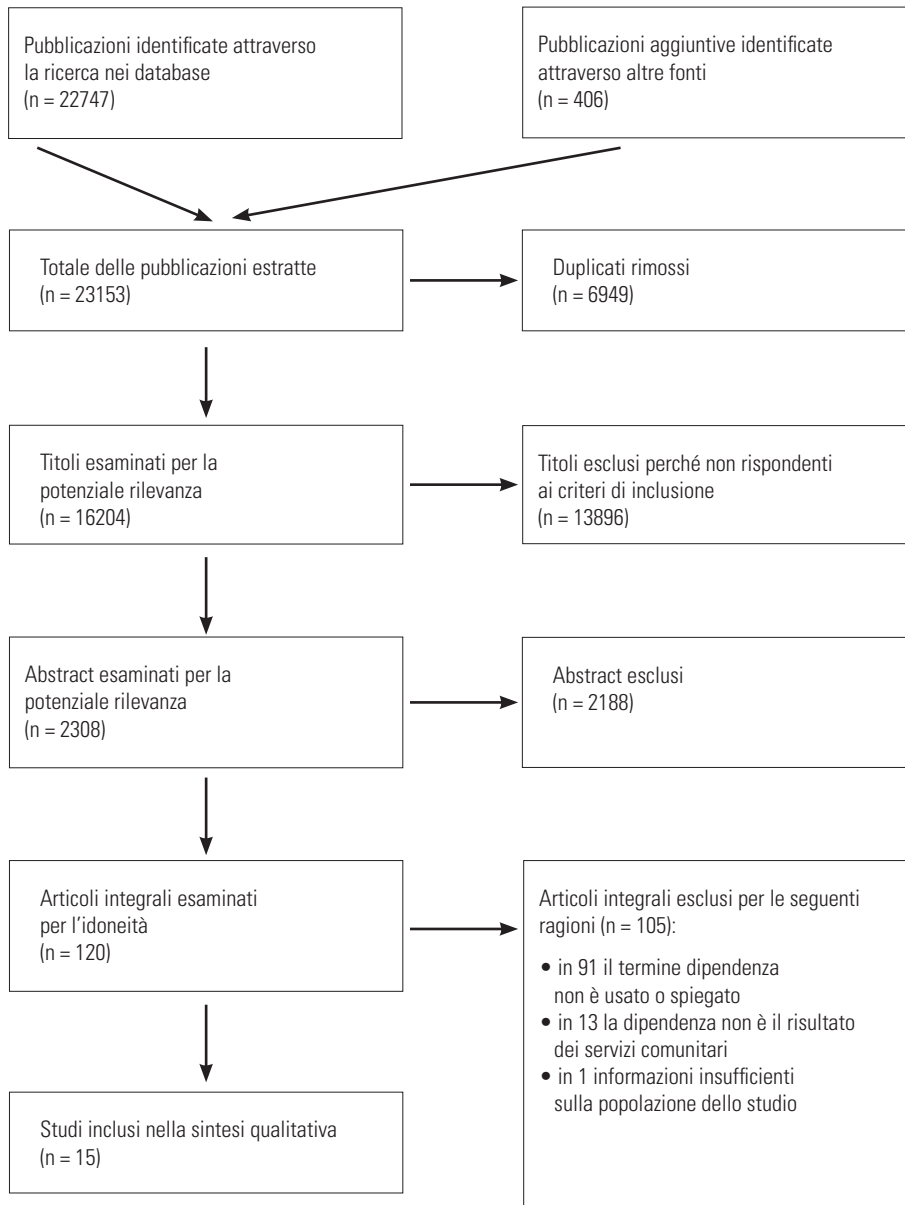 Pubblicazioni identificate attraverso
la ricerca nei database
(n = 22747)
Pubblicazioni aggiuntive identificate
attraverso altre fonti
(n = 406)
Totale delle pubblicazioni estratte
(n = 23153)
Duplicati rimossi
(n = 6949)
Titoli esaminati per la
potenziale rilevanza
(n = 16204)
Titoli esclusi perché non rispondenti
ai criteri di inclusione
(n = 13896)
Abstract esaminati per la
potenziale rilevanza
(n = 2308)
Abstract esclusi
(n = 2188)
Articoli integrali esaminati
per l'idoneità
(n = 120)
Articoli integrali esclusi per le seguenti
ragioni (n = 105):
• in 91 il termine dipendenza
non è usato o spiegato
• in 13 la dipendenza non è il risultato
dei servizi comunitari
• in 1 informazioni insufficienti
sulla popolazione dello studio
Studi inclusi nella sintesi qualitativa
(n = 15)